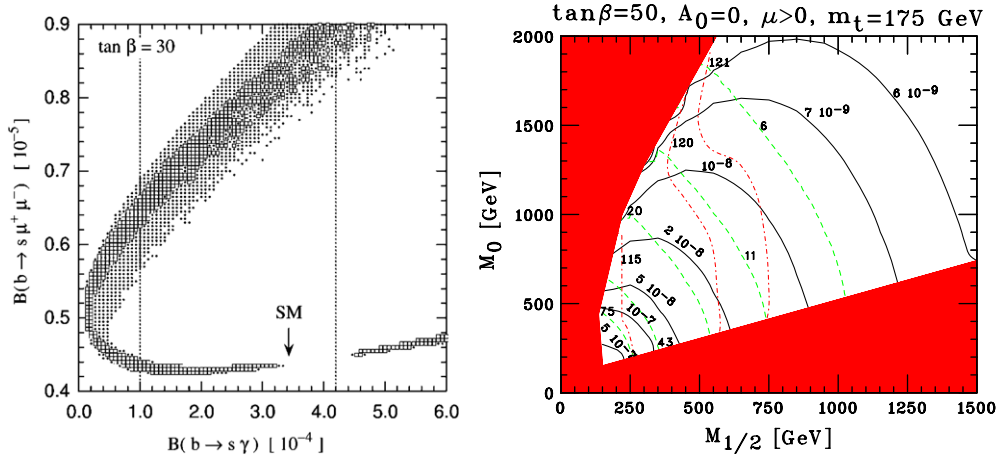 tan β = 30
0.9
0.8
0.7
0.6
0.5
0.4
B( b → s μ⁺ μ⁻ ) [ 10⁻⁵ ]
SM
0.0 1.0 2.0 3.0 4.0 5.0 6.0
B( b → s γ ) [ 10⁻⁴ ]
tanβ=50, A₀=0, μ>0, mₜ=175 GeV
2000
1500
1000
500
0
M₀ [GeV]
121
6 10−9
7 10−9
6
120
10−8
20
2 10−8
11
115
5 10−8
75
10−7
43
5 10−7
0 250 500 750 1000 1250 1500
M₁/₂ [GeV]